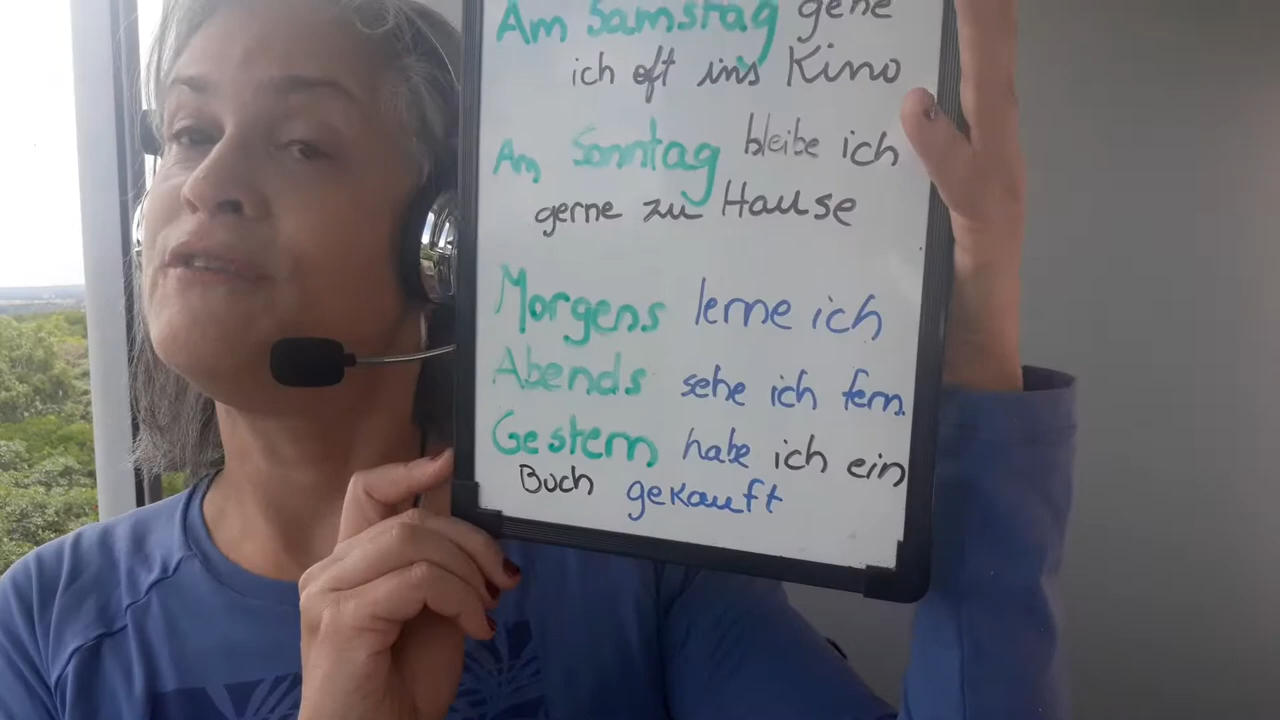 Am Samstag gehe
ich oft ins Kino
Am Sonntag bleibe ich
gerne zu Hause
Morgens lerne ich
Abends sehe ich fern.
Gestern habe ich ein
Buch gekauft